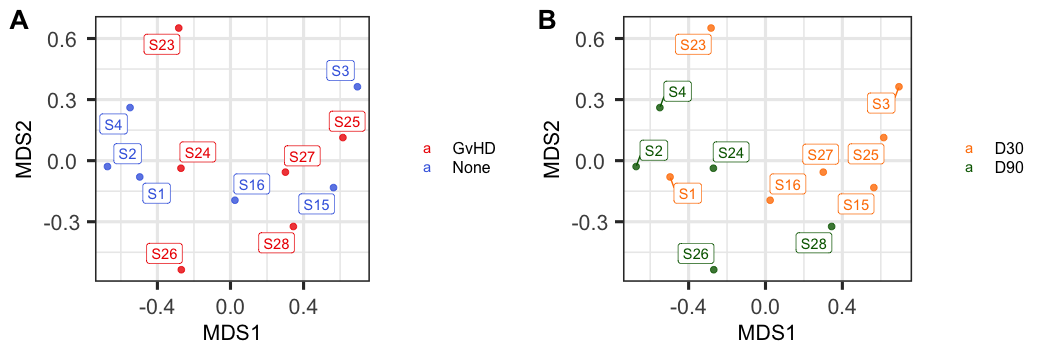 A
MDS2
0.6
0.3
0.0
-0.3
S23
S3
S4
S25
S2
S24
S27
S1
S16
S15
S28
S26
-0.4 0.0 0.4
MDS1
a GvHD
a None
B
MDS2
0.6
0.3
0.0
-0.3
S23
S4
S3
S2
S24
S27 S25
S1
S16
S15
S28
S26
-0.4 0.0 0.4
MDS1
a D30
a D90